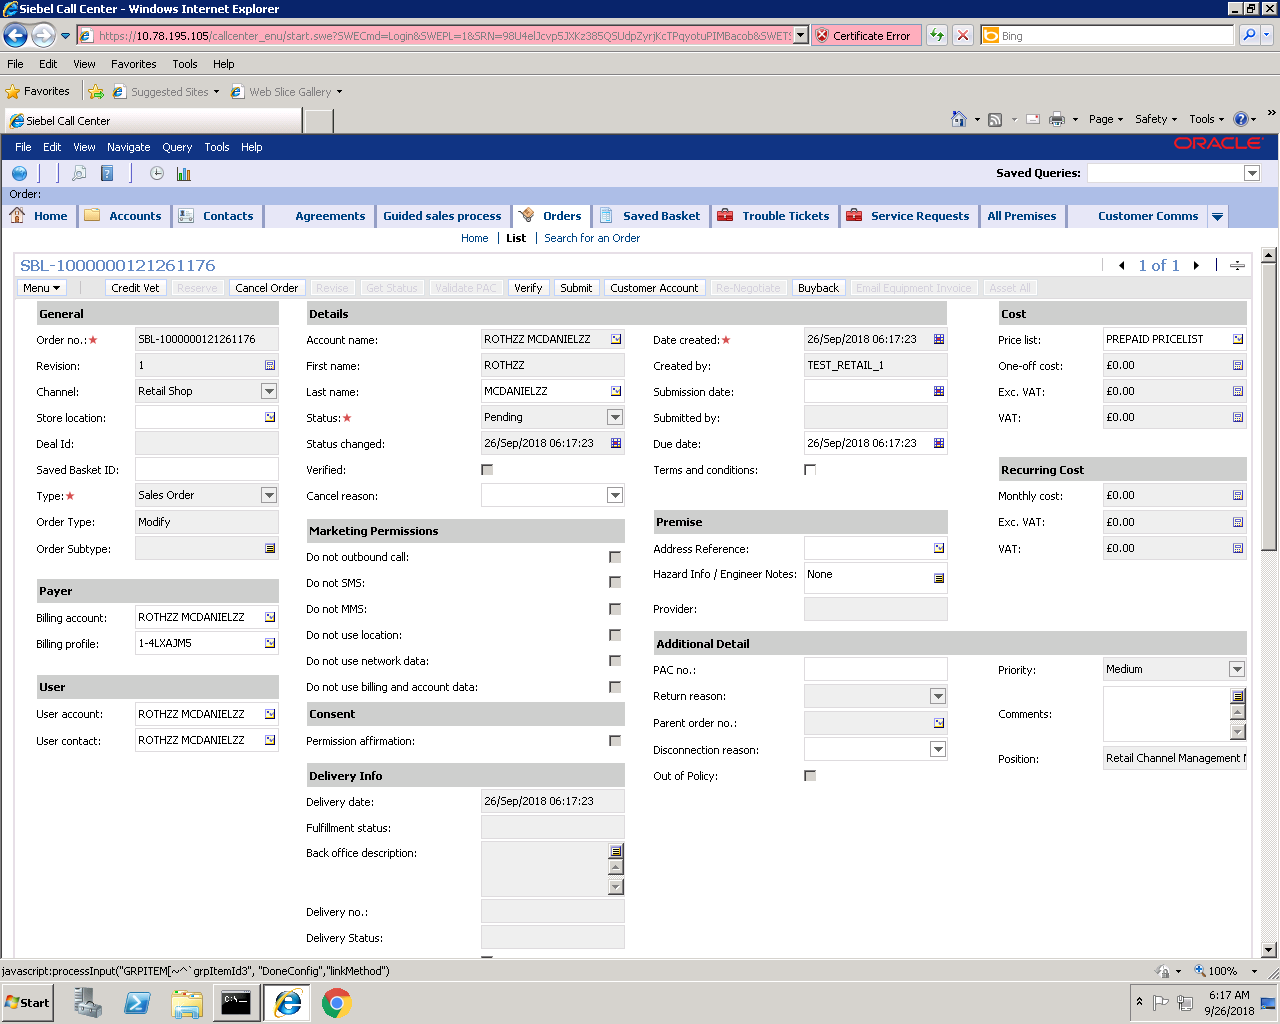 Siebel Call Center - Windows Internet Explorer
https://10.78.195.105/callcenter_enu/start.swe?SWECmd=Login&SWEPL=1&SRN= Certificate Error Bing
File Edit View Favorites Tools Help
Favorites Suggested Sites Web Slice Gallery
Siebel Call Center Page Safety Tools »
File Edit View Navigate Query Tools Help ORACLE
Saved Queries:
Order:
Home Accounts Contacts Agreements Guided sales process Orders Saved Basket Trouble Tickets Service Requests All Premises Customer Comms
Home List Search for an Order
SBL-1000000121261176 1 of 1
Menu Credit Vet Reserve Cancel Order Revise Get Status Validate PAC Verify Submit Customer Account Re-Negotiate Buyback Email Equipment Invoice Asset All
General
Order no.:★ SBL-1000000121261176
Revision: 1
Channel: Retail Shop
Store location:
Deal Id:
Saved Basket ID:
Type:★ Sales Order
Order Type: Modify
Order Subtype:
Payer
Billing account: ROTHZZ MCDANIELZZ
Billing profile: 1-4LXAJM5
User
User account: ROTHZZ MCDANIELZZ
User contact: ROTHZZ MCDANIELZZ
Details
Account name: ROTHZZ MCDANIELZZ
First name: ROTHZZ
Last name: MCDANIELZZ
Status:★ Pending
Status changed: 26/Sep/2018 06:17:23
Verified:
Cancel reason:
Marketing Permissions
Do not outbound call:
Do not SMS:
Do not MMS:
Do not use location:
Do not use network data:
Do not use billing and account data:
Consent
Permission affirmation:
Delivery Info
Delivery date: 26/Sep/2018 06:17:23
Fulfillment status:
Back office description:
Delivery no.:
Delivery Status:
Date created:★ 26/Sep/2018 06:17:23
Created by: TEST_RETAIL_1
Submission date:
Submitted by:
Due date: 26/Sep/2018 06:17:23
Terms and conditions:
Premise
Address Reference:
Hazard Info / Engineer Notes: None
Provider:
Additional Detail
PAC no.:
Return reason:
Parent order no.:
Disconnection reason:
Out of Policy:
Priority: Medium
Comments:
Position: Retail Channel Management
Cost
Price list: PREPAID PRICELIST
One-off cost: £0.00
Exc. VAT: £0.00
VAT: £0.00
Recurring Cost
Monthly cost: £0.00
Exc. VAT: £0.00
VAT: £0.00
javascript:processInput("GRPITEM[~^`grpItemId3", "DoneConfig","linkMethod") 100%
Start C:\. 6:17 AM
9/26/2018